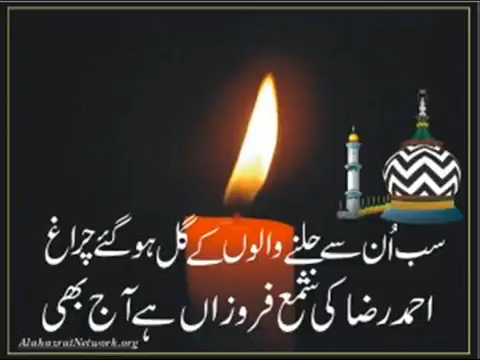 سب اُن سے جلنے والوں کے گل ہو گئے چراغ
احمد رضا کی شمع فروزاں ہے آج بھی
AlahazratNetwork.org